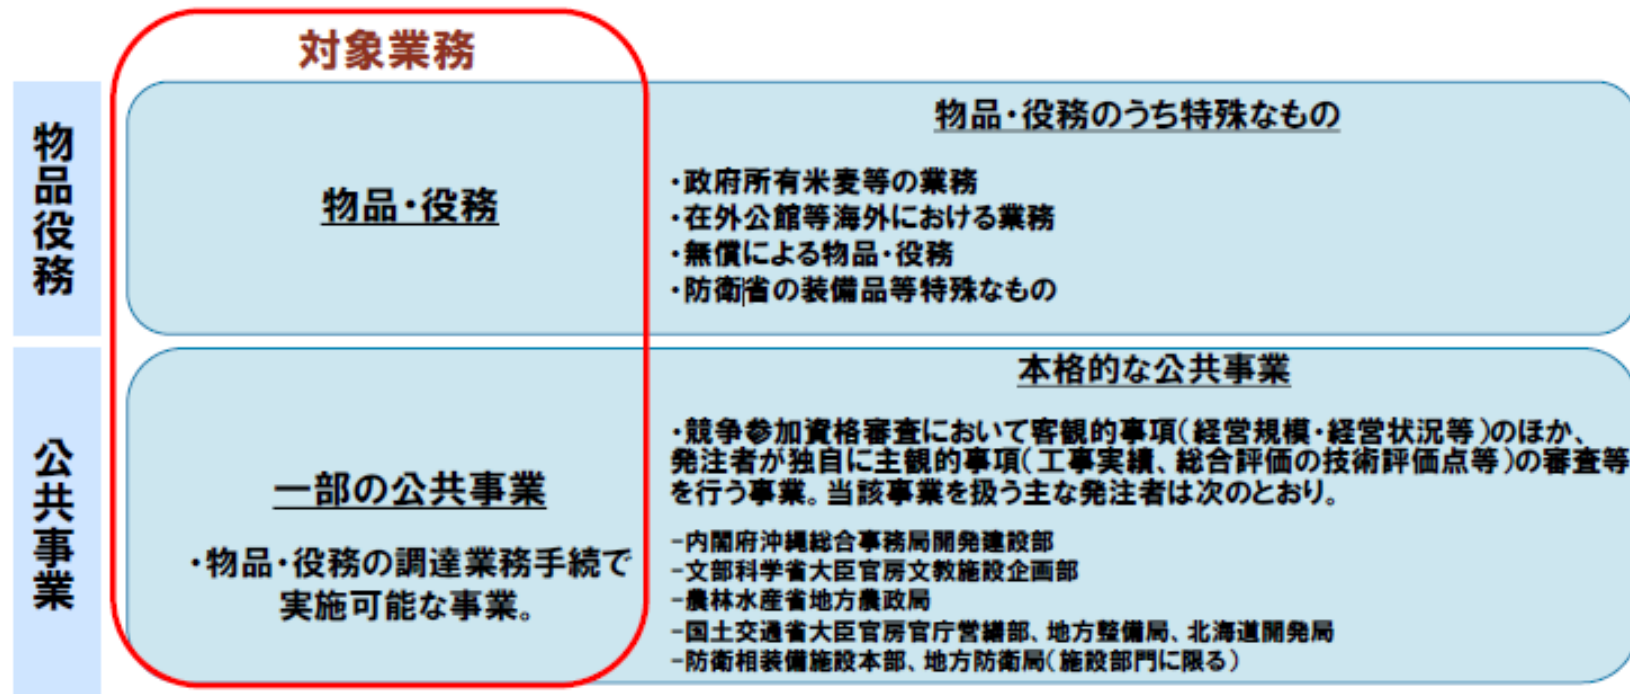 対象業務
物品役務
物品・役務
物品・役務のうち特殊なもの
・政府所有米麦等の業務
・在外公館等海外における業務
・無償による物品・役務
・防衛省の装備品等特殊なもの
公共事業
一部の公共事業
・物品・役務の調達業務手続で
実施可能な事業。
本格的な公共事業
・競争参加資格審査において客観的事項(経営規模・経営状況等)のほか、
発注者が独自に主観的事項(工事実績、総合評価の技術評価点等)の審査等
を行う事業。当該事業を扱う主な発注者は次のとおり。
-内閣府沖縄総合事務局開発建設部
-文部科学省大臣官房文教施設企画部
-農林水産省地方農政局
-国土交通省大臣官房官庁営繕部、地方整備局、北海道開発局
-防衛相装備施設本部、地方防衛局(施設部門に限る)